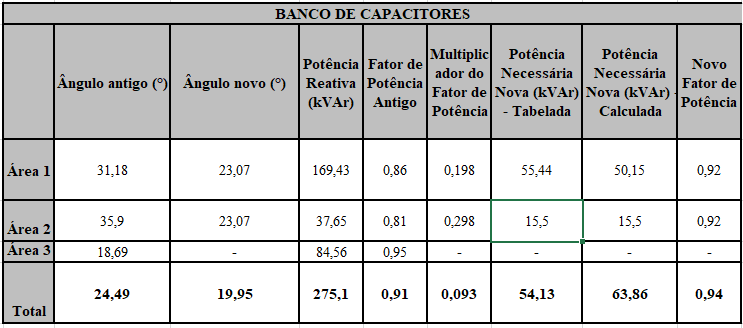 BANCO DE CAPACITORES
Ângulo antigo (°) Ângulo novo (°) Potência Reativa (kVAr) Fator de Potência Antigo Multiplic ador do Fator de Potência Potência Necessária Nova (kVAr) - Tabelada Potência Necessária Nova (kVAr) - Calculada Novo Fator de Potência
Área 1 31,18 23,07 169,43 0,86 0,198 55,44 50,15 0,92
Área 2 35,9 23,07 37,65 0,81 0,298 15,5 15,5 0,92
Área 3 18,69 - 84,56 0,95 - - - -
Total 24,49 19,95 275,1 0,91 0,093 54,13 63,86 0,94